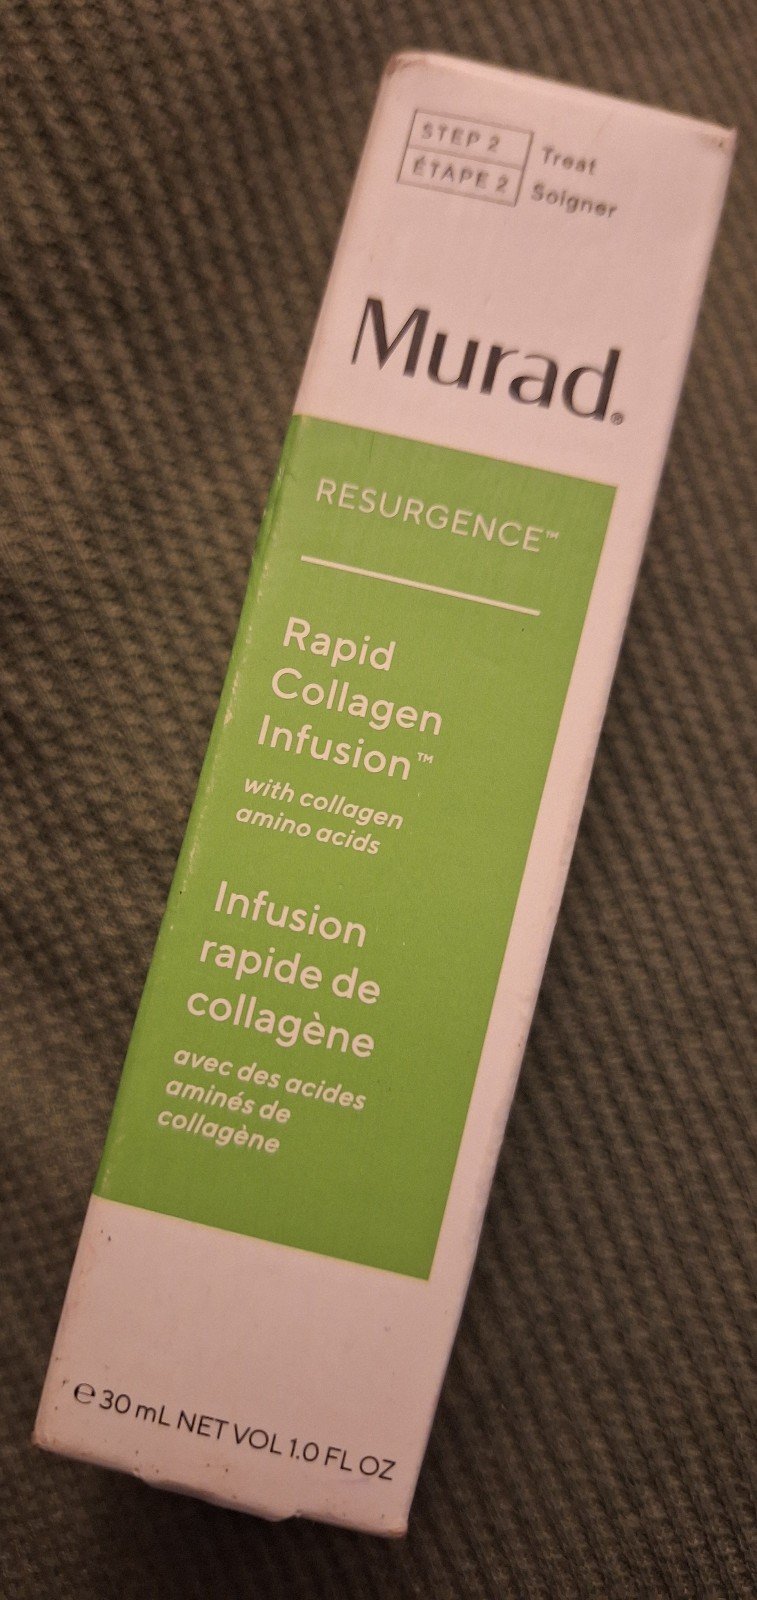 STEP 2
Treat
ÉTAPE 2
Soigner
Murad®
RESURGENCE™
Rapid
Collagen
Infusion™
with collagen
amino acids
Infusion
rapide de
collagène
avec des acides
aminés de
collagène
℮ 30 mL NET VOL 1.0 FL OZ